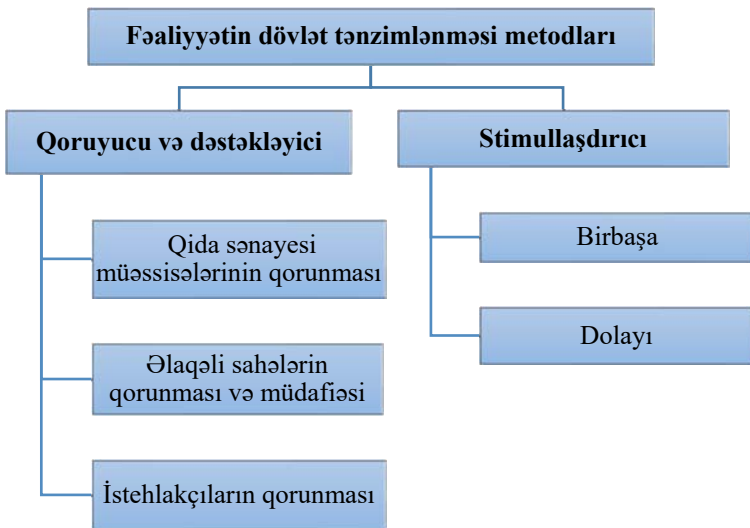 Fəaliyyətin dövlət tənzimlənməsi metodları
Qoruyucu və dəstəkləyici
Qida sənayesi
müəssisələrinin qorunması
Əlaqəli sahələrin
qorunması və müdafiəsi
İstehlakçıların qorunması
Stimullaşdırıcı
Birbaşa
Dolayı